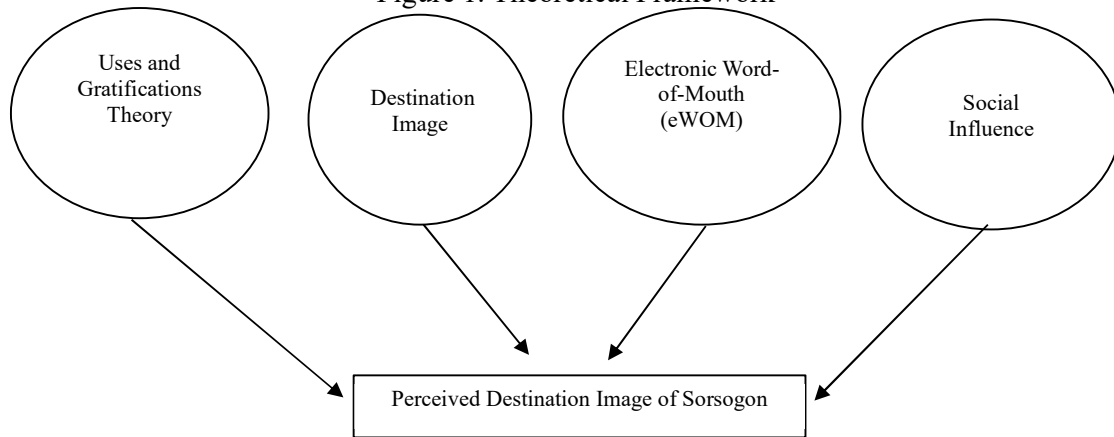 Figure 1. Theoretical Framework
Uses and
Gratifications
Theory
Destination
Image
Electronic Word-
of-Mouth
(eWOM)
Social
Influence
Perceived Destination Image of Sorsogon